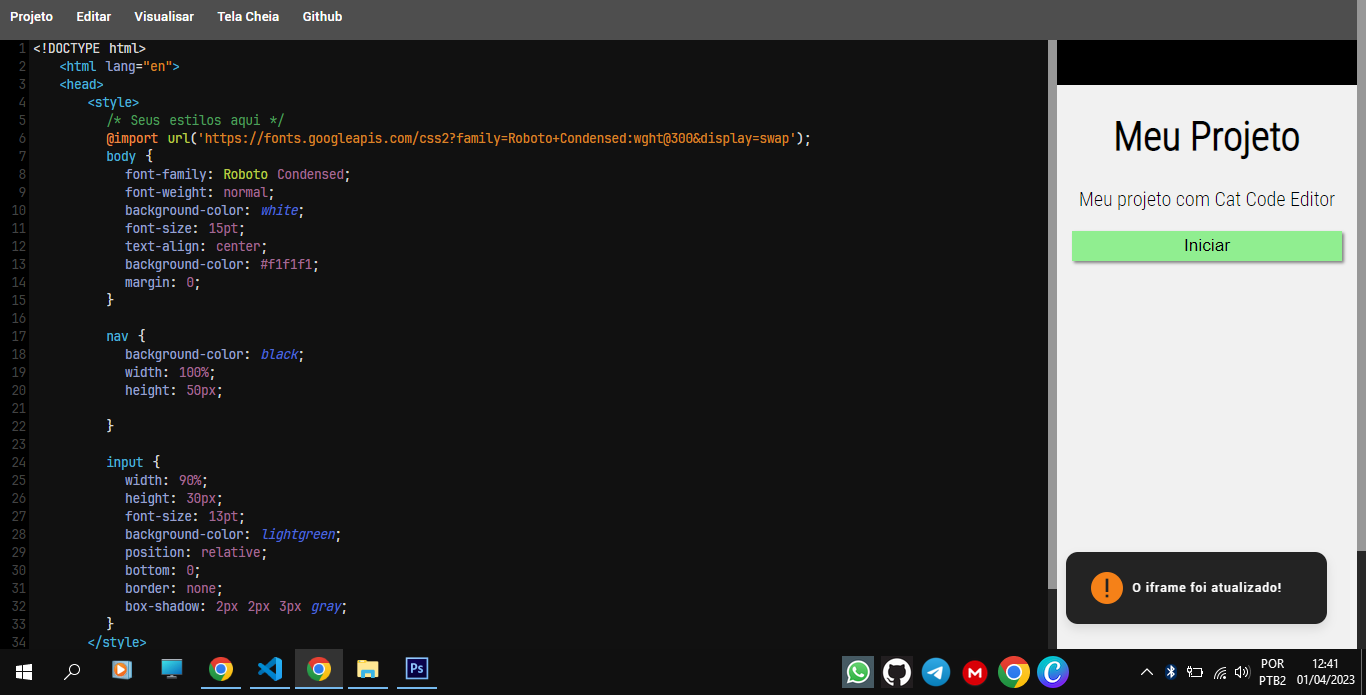 Projeto Editar Visualisar Tela Cheia Github
1 <!DOCTYPE html>
2 <html lang="en">
3 <head>
4 <style>
5 /* Seus estilos aqui */
6 @import url('https://fonts.googleapis.com/css2?family=Roboto+Condensed:wght@300&display=swap');
7 body {
8 font-family: Roboto Condensed;
9 font-weight: normal;
10 background-color: white;
11 font-size: 15pt;
12 text-align: center;
13 background-color: #f1f1f1;
14 margin: 0;
15 }
16
17 nav {
18 background-color: black;
19 width: 100%;
20 height: 50px;
21
22 }
23
24 input {
25 width: 90%;
26 height: 30px;
27 font-size: 13pt;
28 background-color: lightgreen;
29 position: relative;
30 bottom: 0;
31 border: none;
32 box-shadow: 2px 2px 3px gray;
33 }
34 </style>
Meu Projeto
Meu projeto com Cat Code Editor
Iniciar
! O iframe foi atualizado!
Ps
M
C
POR
PTB2
12:41
01/04/2023